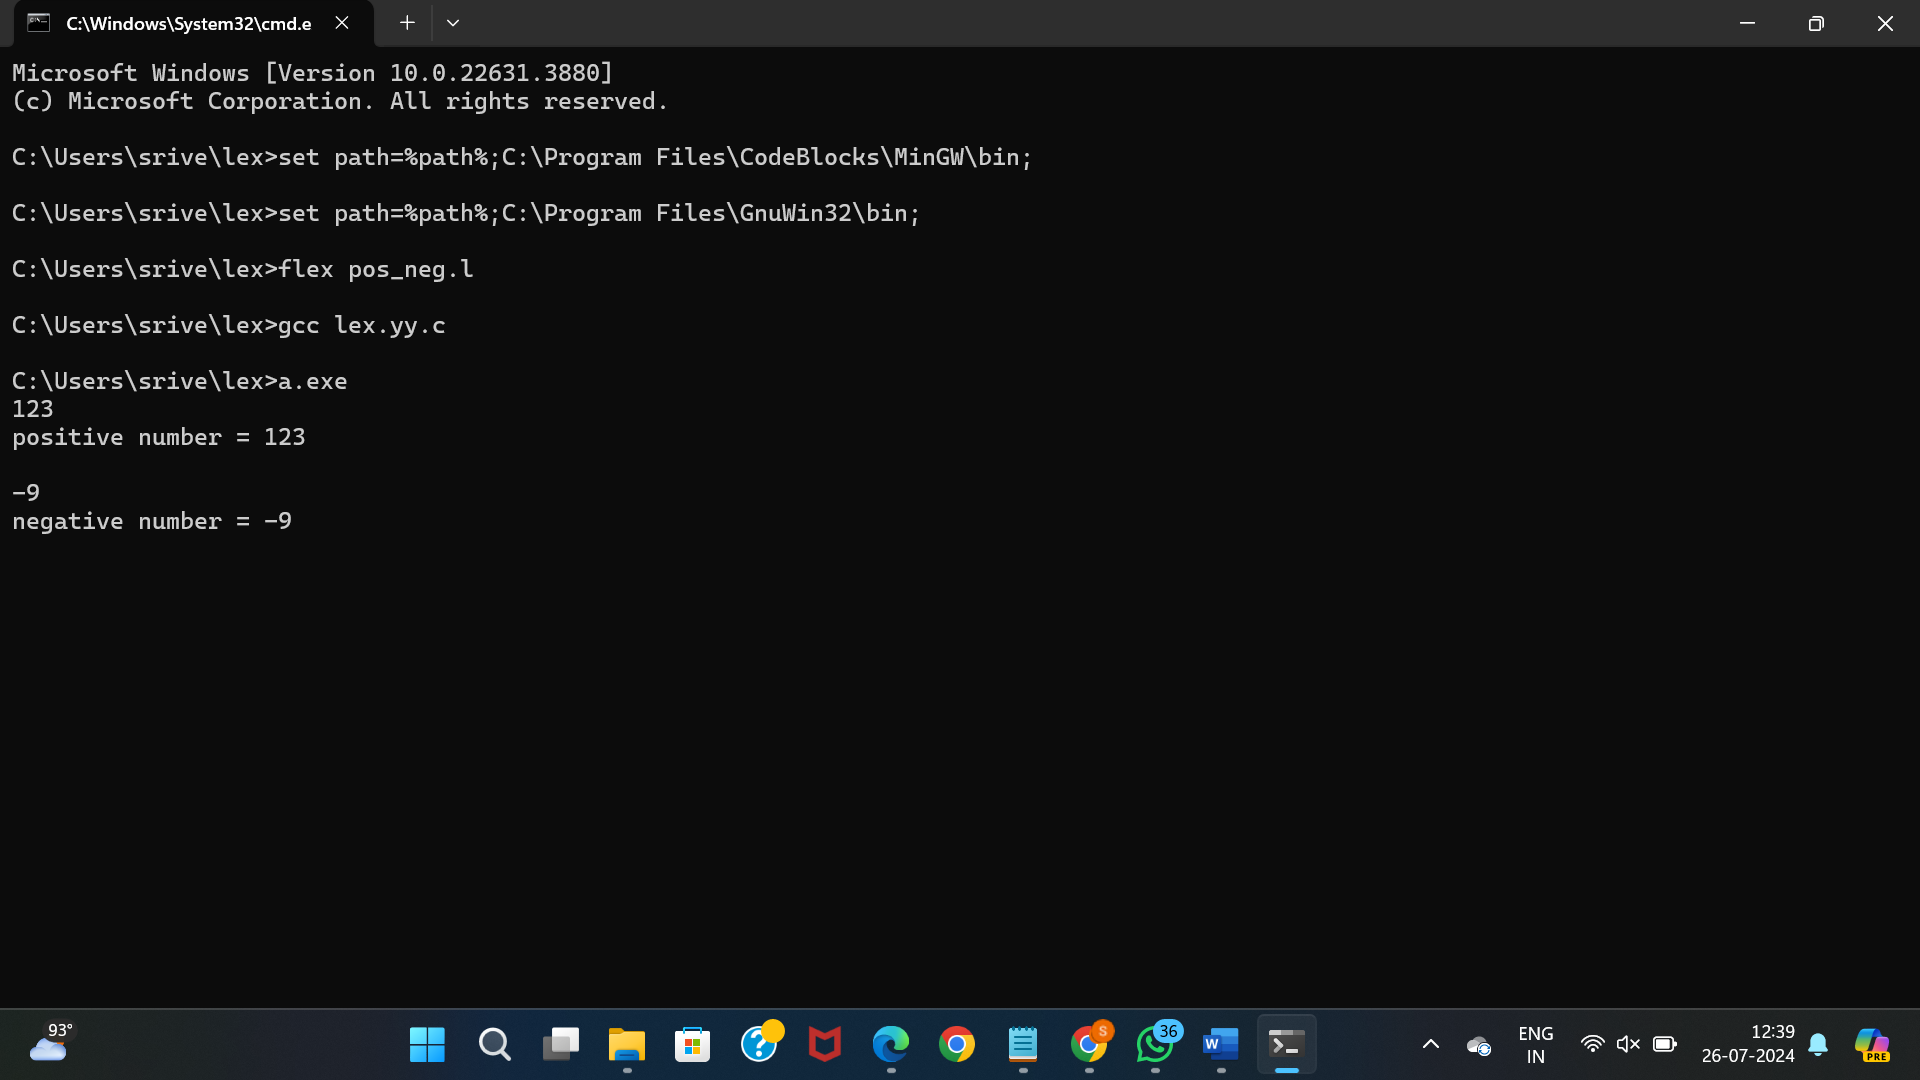 C:\Windows\System32\cmd.e
Microsoft Windows [Version 10.0.22631.3880]
(c) Microsoft Corporation. All rights reserved.
C:\Users\srive\lex>set path=%path%;C:\Program Files\CodeBlocks\MinGW\bin;
C:\Users\srive\lex>set path=%path%;C:\Program Files\GnuWin32\bin;
C:\Users\srive\lex>flex pos_neg.l
C:\Users\srive\lex>gcc lex.yy.c
C:\Users\srive\lex>a.exe
123
positive number = 123
-9
negative number = -9
93°
S
36
W
ENG
IN
12:39
26-07-2024
PRE